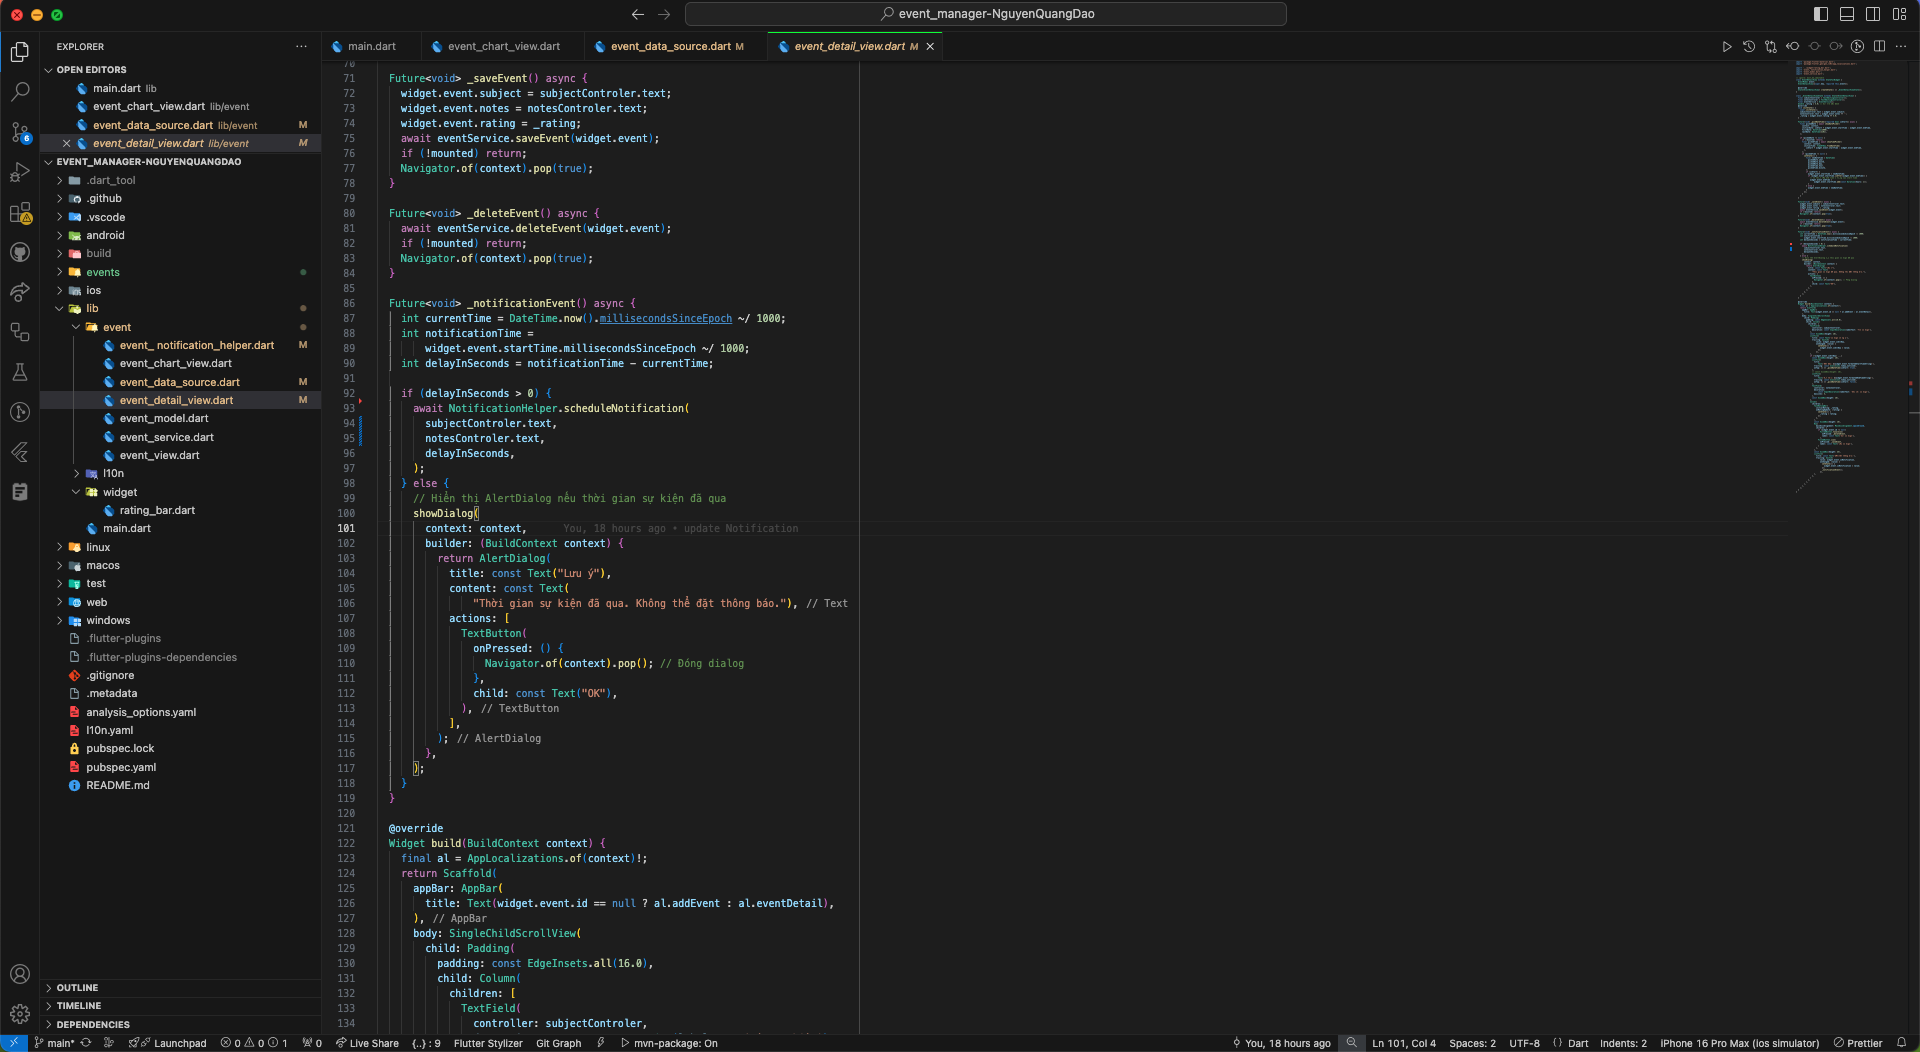 event_manager-NguyenQuangDao
EXPLORER
OPEN EDITORS
main.dart lib
event_chart_view.dart lib/event
event_data_source.dart lib/event M
event_detail_view.dart lib/event M
EVENT_MANAGER-NGUYENQUANGDAO
.dart_tool
.github
.vscode
android
build
events
ios
lib
event
event_ notification_helper.dart M
event_chart_view.dart
event_data_source.dart M
event_detail_view.dart M
event_model.dart
event_service.dart
event_view.dart
l10n
widget
rating_bar.dart
main.dart
linux
macos
test
web
windows
.flutter-plugins
.flutter-plugins-dependencies
.gitignore
.metadata
analysis_options.yaml
l10n.yaml
pubspec.lock
pubspec.yaml
README.md
OUTLINE
TIMELINE
DEPENDENCIES
main.dart event_chart_view.dart event_data_source.dart M event_detail_view.dart M
70
71 Future<void> _saveEvent() async {
72 widget.event.subject = subjectControler.text;
73 widget.event.notes = notesControler.text;
74 widget.event.rating = _rating;
75 await eventService.saveEvent(widget.event);
76 if (!mounted) return;
77 Navigator.of(context).pop(true);
78 }
79
80 Future<void> _deleteEvent() async {
81 await eventService.deleteEvent(widget.event);
82 if (!mounted) return;
83 Navigator.of(context).pop(true);
84 }
85
86 Future<void> _notificationEvent() async {
87 int currentTime = DateTime.now().millisecondsSinceEpoch ~/ 1000;
88 int notificationTime =
89 widget.event.startTime.millisecondsSinceEpoch ~/ 1000;
90 int delayInSeconds = notificationTime - currentTime;
91
92 if (delayInSeconds > 0) {
93 await NotificationHelper.scheduleNotification(
94 subjectControler.text,
95 notesControler.text,
96 delayInSeconds,
97 );
98 } else {
99 // Hiển thị AlertDialog nếu thời gian sự kiện đã qua
100 showDialog(
101 context: context, You, 18 hours ago • update Notification
102 builder: (BuildContext context) {
103 return AlertDialog(
104 title: const Text("Lưu ý"),
105 content: const Text(
106 "Thời gian sự kiện đã qua. Không thể đặt thông báo."), // Text
107 actions: [
108 TextButton(
109 onPressed: () {
110 Navigator.of(context).pop(); // Đóng dialog
111 },
112 child: const Text("OK"),
113 ), // TextButton
114 ],
115 ); // AlertDialog
116 },
117 );
118 }
119 }
120
121 @override
122 Widget build(BuildContext context) {
123 final al = AppLocalizations.of(context)!;
124 return Scaffold(
125 appBar: AppBar(
126 title: Text(widget.event.id == null ? al.addEvent : al.eventDetail),
127 ), // AppBar
128 body: SingleChildScrollView(
129 child: Padding(
130 padding: const EdgeInsets.all(16.0),
131 child: Column(
132 children: [
133 TextField(
134 controller: subjectControler,
6
main* Launchpad 0 0 1 0 Live Share {..} : 9 Flutter Stylizer Git Graph mvn-package: On You, 18 hours ago Ln 101, Col 4 Spaces: 2 UTF-8 {} Dart Indents: 2 iPhone 16 Pro Max (ios simulator) Prettier